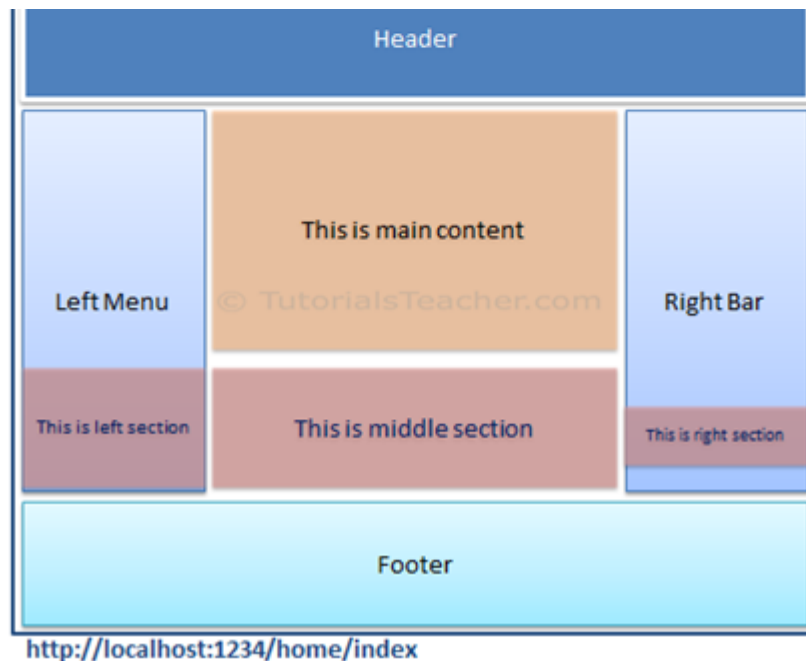 Header
This is main content
Left Menu
© TutorialsTeacher.com
Right Bar
This is left section
This is middle section
This is right section
Footer
http://localhost:1234/home/index